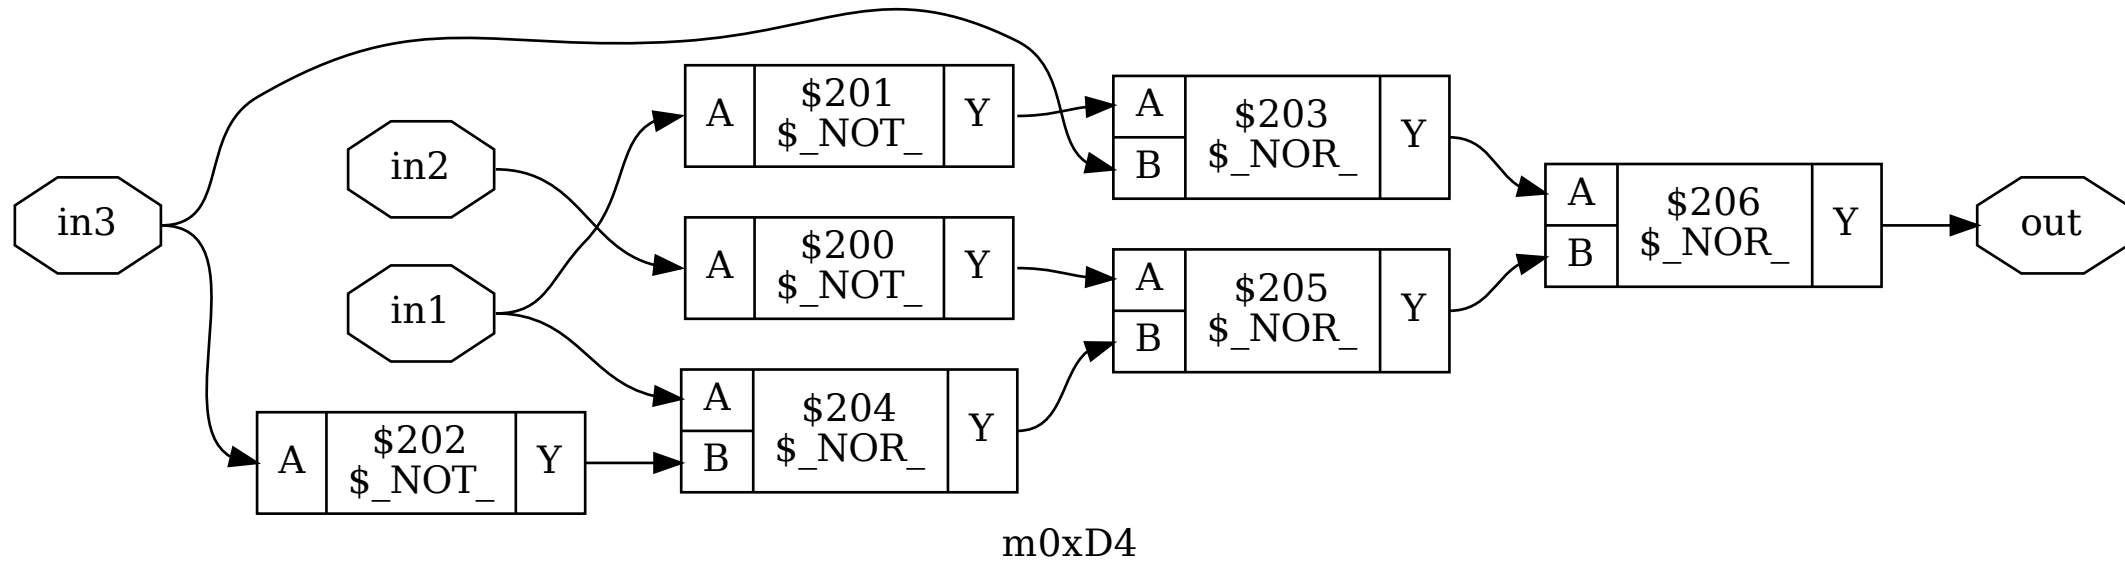 in3
in2
in1
A
$202
$_NOT_
Y
A
$201
$_NOT_
Y
A
$200
$_NOT_
Y
A
B
$204
$_NOR_
Y
A
B
$203
$_NOR_
Y
A
B
$205
$_NOR_
Y
A
B
$206
$_NOR_
Y
out
m0xD4